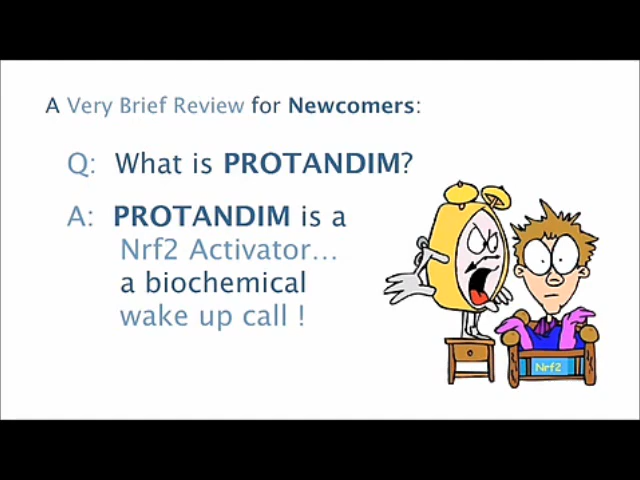 A Very Brief Review for Newcomers:
Q: What is PROTANDIM?
A: PROTANDIM is a
Nrf2 Activator...
a biochemical
wake up call !
Nrf2